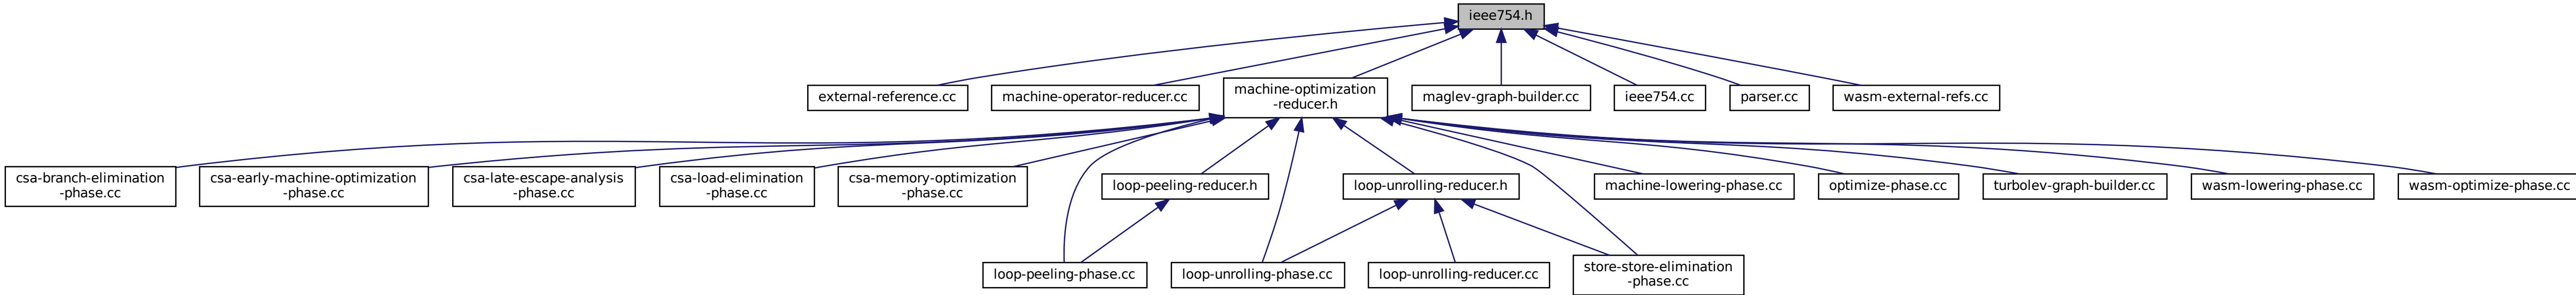 ieee754.h
external-reference.cc
machine-operator-reducer.cc
machine-optimization
-reducer.h
maglev-graph-builder.cc
ieee754.cc
parser.cc
wasm-external-refs.cc
csa-branch-elimination
-phase.cc
csa-early-machine-optimization
-phase.cc
csa-late-escape-analysis
-phase.cc
csa-load-elimination
-phase.cc
csa-memory-optimization
-phase.cc
loop-peeling-reducer.h
loop-unrolling-reducer.h
machine-lowering-phase.cc
optimize-phase.cc
turbolev-graph-builder.cc
wasm-lowering-phase.cc
wasm-optimize-phase.cc
loop-peeling-phase.cc
loop-unrolling-phase.cc
loop-unrolling-reducer.cc
store-store-elimination
-phase.cc